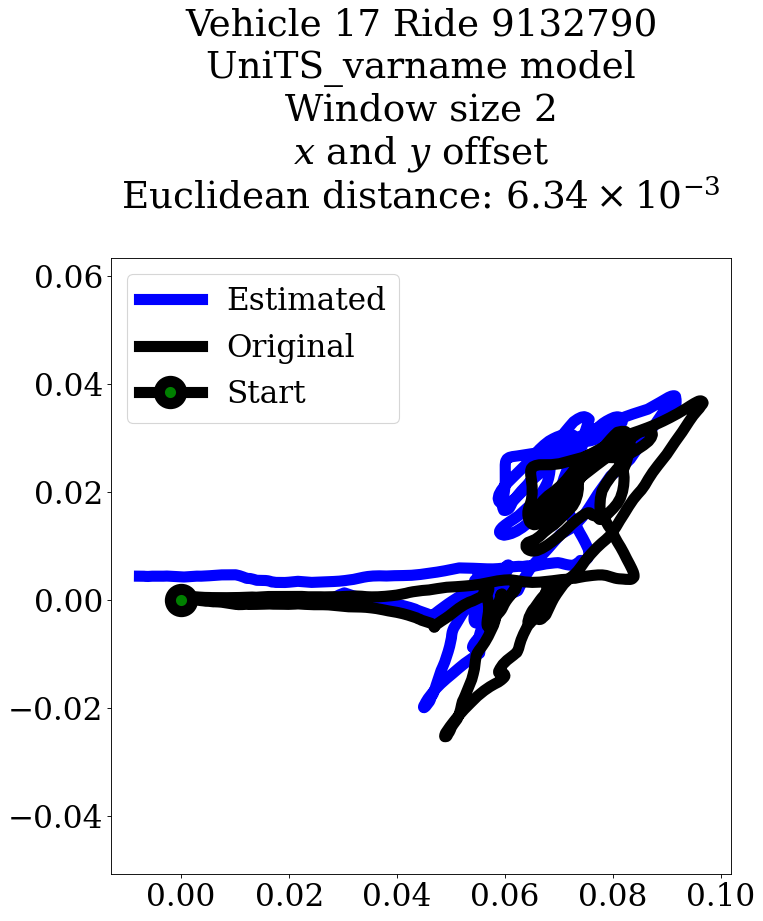 Vehicle 17 Ride 9132790
UniTS_varname model
Window size 2
x and y offset
Euclidean distance: 6.34 × 10⁻³
0.06
0.04
0.02
0.00
−0.02
−0.04
Estimated
Original
Start
0.00 0.02 0.04 0.06 0.08 0.10